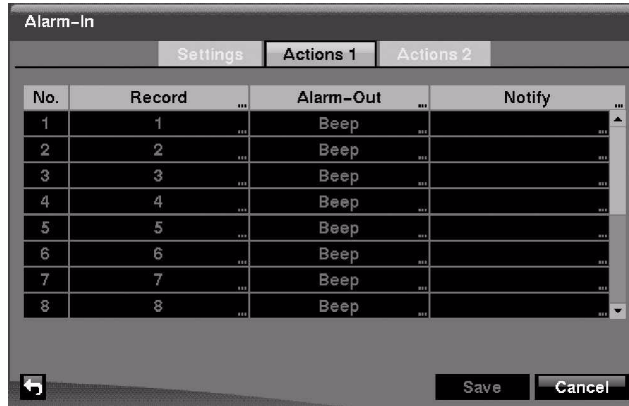 Alarm-In
Settings Actions 1 Actions 2
No. Record ... Alarm-Out ... Notify ...
1 1 ... Beep ... ...
2 2 ... Beep ... ...
3 3 ... Beep ... ...
4 4 ... Beep ... ...
5 5 ... Beep ... ...
6 6 ... Beep ... ...
7 7 ... Beep ... ...
8 8 ... Beep ... ...
Save Cancel